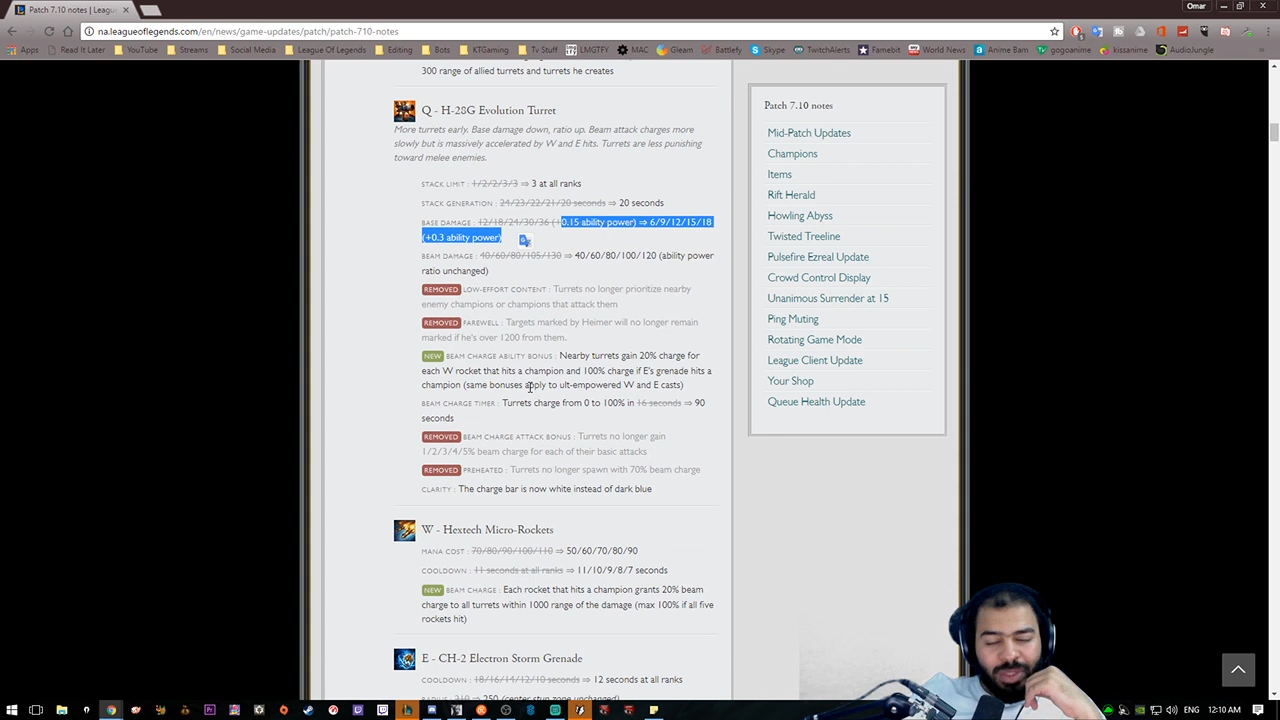 Patch 7.10 notes | Leagu
Omar
na.leagueoflegends.com/en/news/game-updates/patch/patch-710-notes
Apps Read It Later YouTube Streams Social Media League Of Legends Editing Bots KTGaming Tv Stuff LMGTFY MAC Gleam Battlefy Skype TwitchAlerts Famebit World News Anime Bam gogoanime kissanime AudioJungle
300 range of allied turrets and turrets he creates
Q - H-28G Evolution Turret
More turrets early. Base damage down, ratio up. Beam attack charges more
slowly but is massively accelerated by W and E hits. Turrets are less punishing
toward melee enemies.
STACK LIMIT : 1/2/2/3/3 ⇒ 3 at all ranks
STACK GENERATION : 24/23/22/21/20 seconds ⇒ 20 seconds
BASE DAMAGE : 12/18/24/30/36 (+0.15 ability power) ⇒ 6/9/12/15/18
(+0.3 ability power)
BEAM DAMAGE : 40/60/80/105/130 ⇒ 40/60/80/100/120 (ability power
ratio unchanged)
REMOVED LOW-EFFORT CONTENT : Turrets no longer prioritize nearby
enemy champions or champions that attack them
REMOVED FAREWELL : Targets marked by Heimer will no longer remain
marked if he's over 1200 from them.
NEW BEAM CHARGE ABILITY BONUS : Nearby turrets gain 20% charge for
each W rocket that hits a champion and 100% charge if E's grenade hits a
champion (same bonuses apply to ult-empowered W and E casts)
BEAM CHARGE TIMER : Turrets charge from 0 to 100% in 16 seconds ⇒ 90
seconds
REMOVED BEAM CHARGE ATTACK BONUS : Turrets no longer gain
1/2/3/4/5% beam charge for each of their basic attacks
REMOVED PREHEATED : Turrets no longer spawn with 70% beam charge
CLARITY : The charge bar is now white instead of dark blue
W - Hextech Micro-Rockets
MANA COST : 70/80/90/100/110 ⇒ 50/60/70/80/90
COOLDOWN : 11 seconds at all ranks ⇒ 11/10/9/8/7 seconds
NEW BEAM CHARGE : Each rocket that hits a champion grants 20% beam
charge to all turrets within 1000 range of the damage (max 100% if all five
rockets hit)
E - CH-2 Electron Storm Grenade
COOLDOWN : 18/16/14/12/10 seconds ⇒ 12 seconds at all ranks
RADIUS : 210 ⇒ 250 (center stun zone unchanged)
Patch 7.10 notes
Mid-Patch Updates
Champions
Items
Rift Herald
Howling Abyss
Twisted Treeline
Pulsefire Ezreal Update
Crowd Control Display
Unanimous Surrender at 15
Ping Muting
Rotating Game Mode
League Client Update
Your Shop
Queue Health Update
ENG 12:10 AM